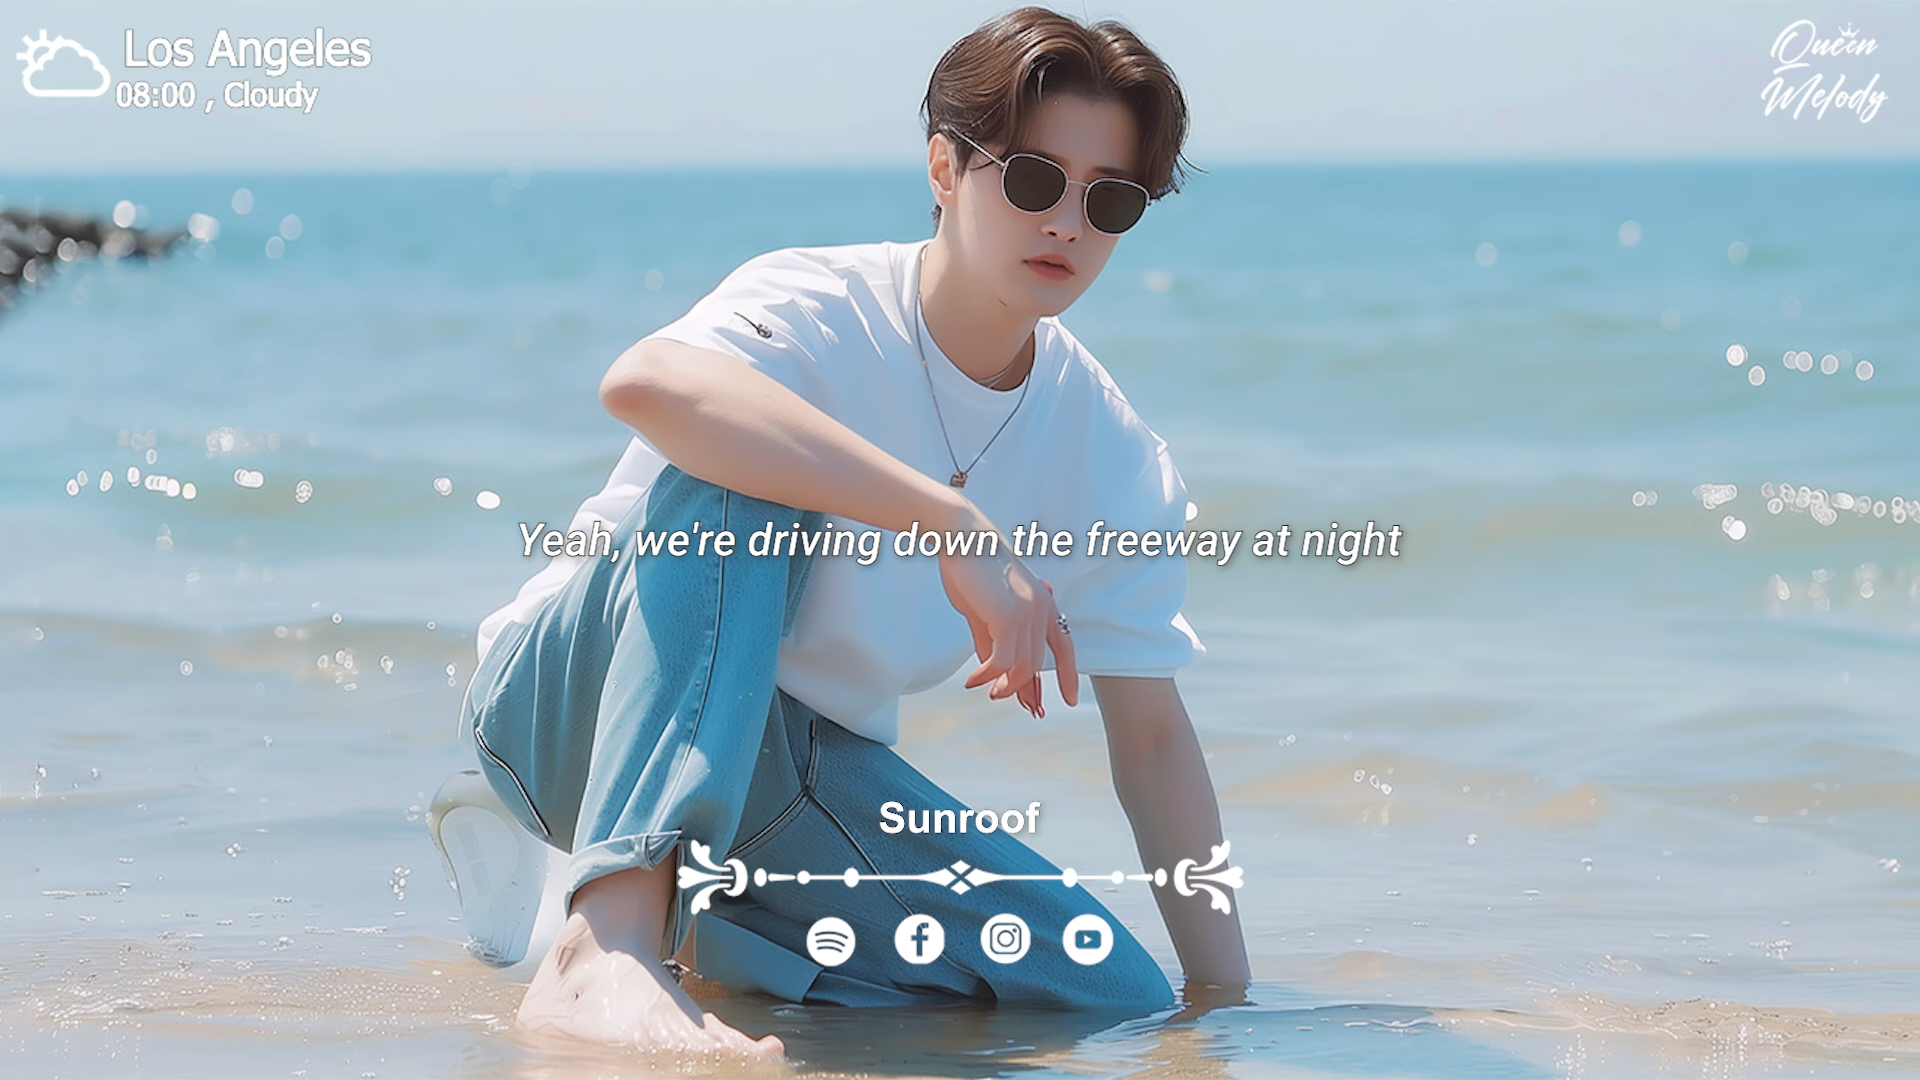 Los Angeles
08:00 , Cloudy
Queen
Melody
Yeah, we're driving down the freeway at night
Sunroof